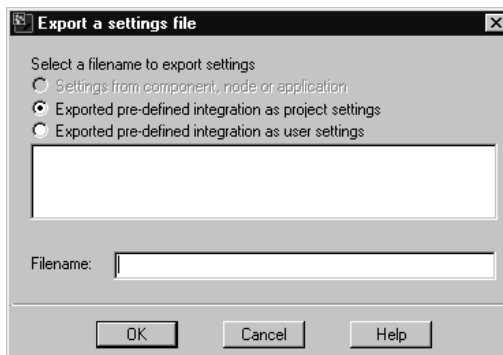 Export a settings file
Select a filename to export settings
Settings from component, node or application
Exported pre-defined integration as project settings
Exported pre-defined integration as user settings
Filename:
OK
Cancel
Help